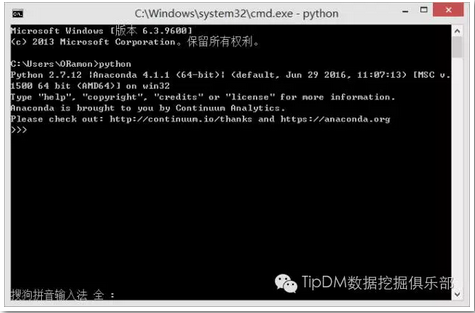 C:\Windows\system32\cmd.exe - python
Microsoft Windows [版本 6.3.9600]
(c) 2013 Microsoft Corporation。保留所有权利。
C:\Users\ORamon>python
Python 2.7.12 |Anaconda 4.1.1 (64-bit)| (default, Jun 29 2016, 11:07:13) [MSC v.
1500 64 bit (AMD64)] on win32
Type "help", "copyright", "credits" or "license" for more information.
Anaconda is brought to you by Continuum Analytics.
Please check out: http://continuum.io/thanks and https://anaconda.org
>>>
TipDM数据挖掘俱乐部
搜狗拼音输入法 全 :